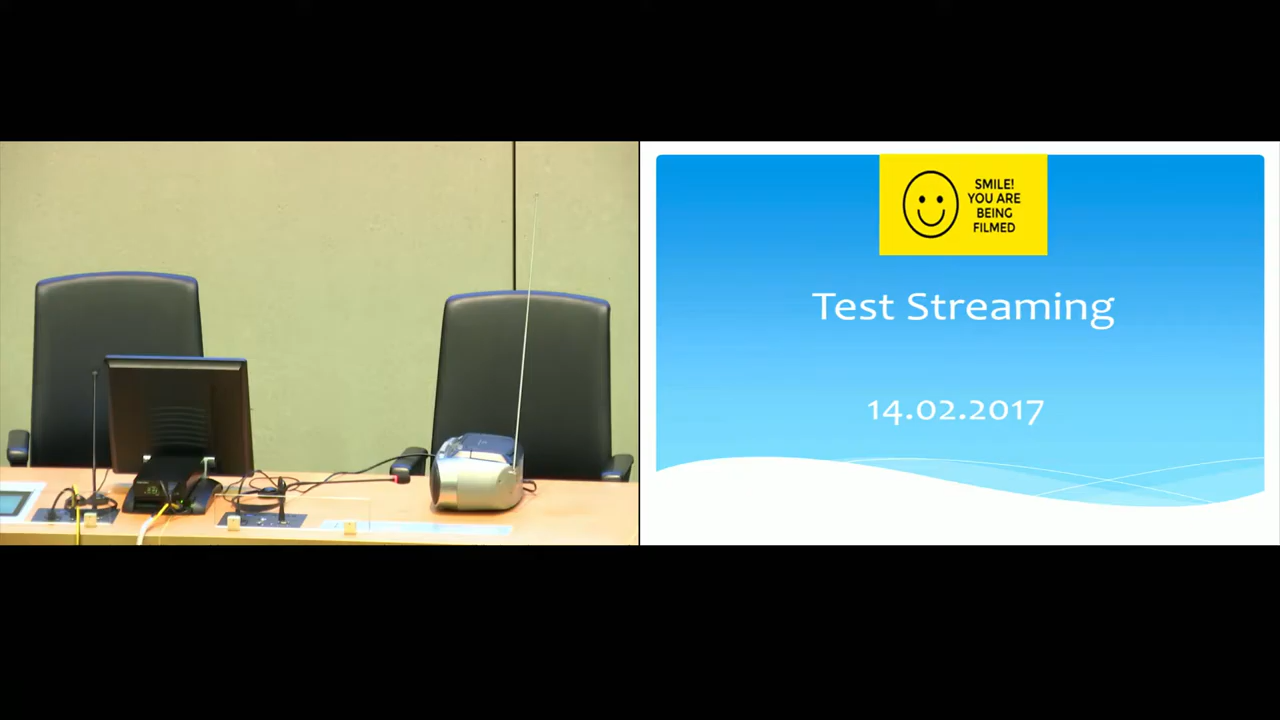 SMILE!
YOU ARE
BEING
FILMED
Test Streaming
14.02.2017